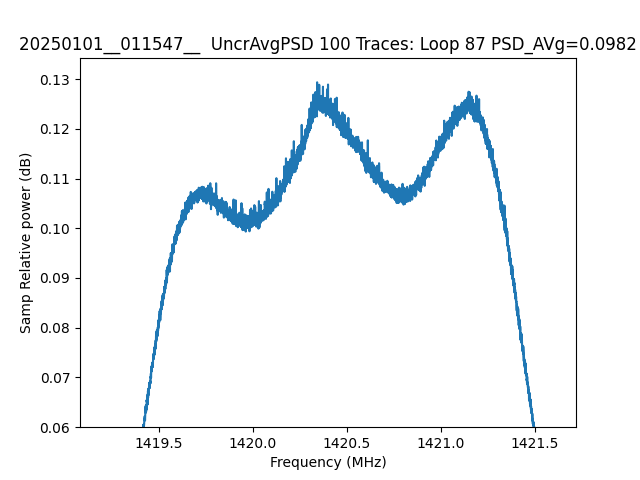 20250101__011547__ UncrAvgPSD 100 Traces: Loop 87 PSD_AVg=0.0982
0.13
0.12
0.11
0.10
0.09
0.08
0.07
0.06
Samp Relative power (dB)
1419.5 1420.0 1420.5 1421.0 1421.5
Frequency (MHz)